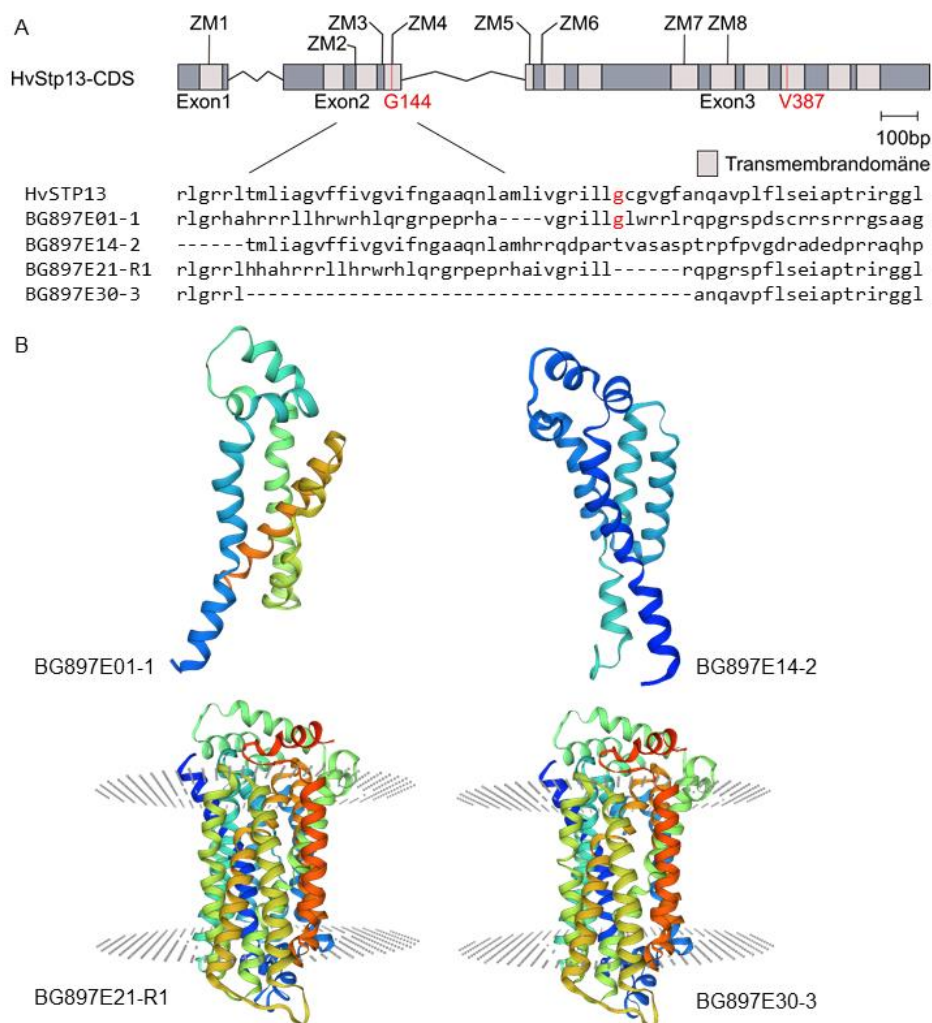 A
ZM1 ZM2 ZM3 ZM4 ZM5 ZM6 ZM7 ZM8
HvStp13-CDS
Exon1 Exon2 G144 Exon3 V387
100bp
Transmembrandomäne
HvSTP13 rlgrrltmliagvffivgvifngaaqnlamlivgrillgcgvgfanqavplflseiaptrirggl
BG897E01-1 rlgrhahrrrllhrwrhlqrgrpeprha----vgrillglwrrlrqpgrspdscrrsrrrgsaag
BG897E14-2 ------tmliagvffivgvifngaaqnlamhrrqdpartvasasptrpfpvgdradedprraqhp
BG897E21-R1 rlgrrlhhahrrrllhrwrhlqrgrpeprhaivgrill------rqpgrspflseiaptrirggl
BG897E30-3 rlgrrl--------------------------------------anqavpflseiaptrirggl
B
BG897E01-1 BG897E14-2
BG897E21-R1 BG897E30-3